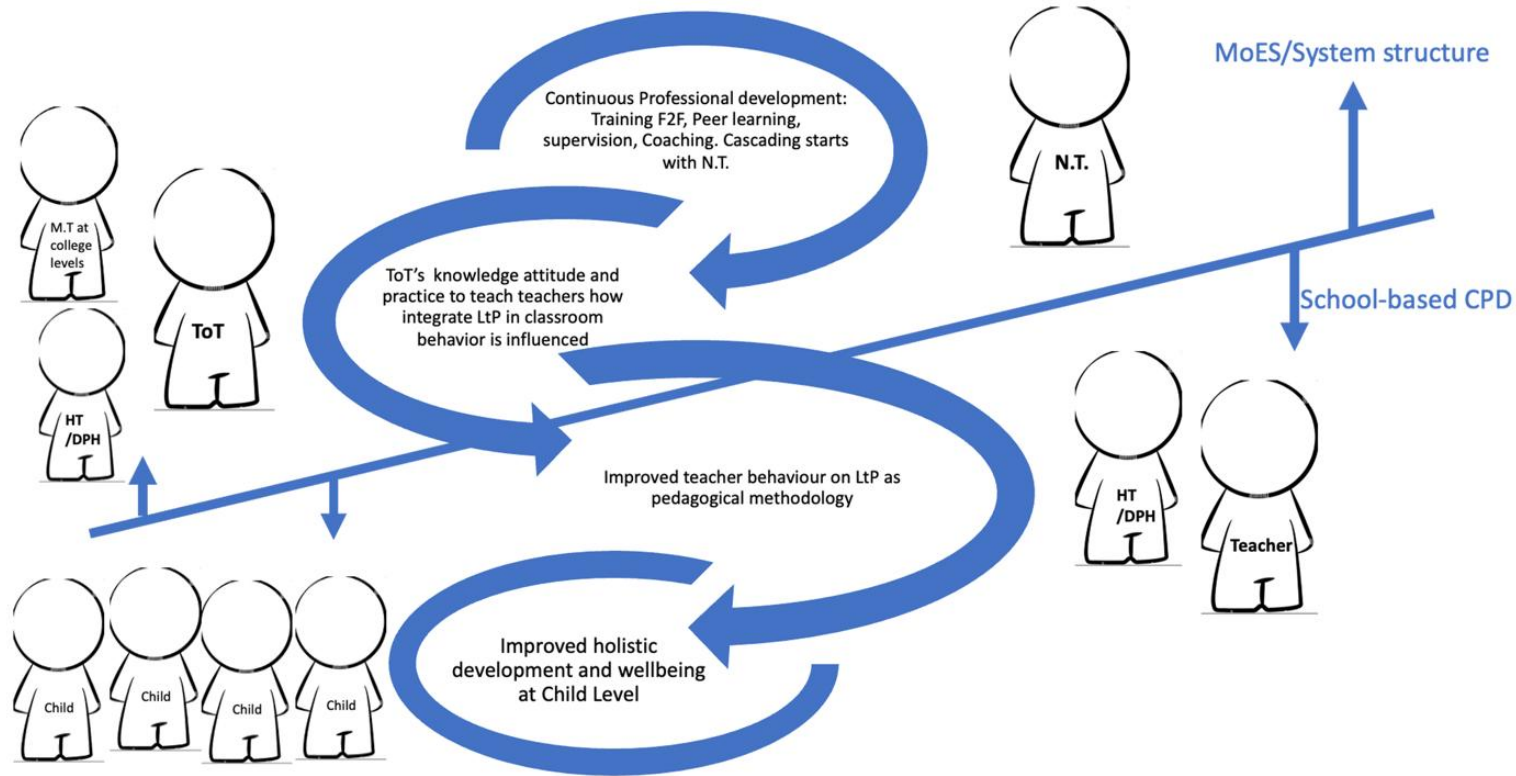 MoES/System structure
Continuous Professional development:
Training F2F, Peer learning,
supervision, Coaching. Cascading starts
with N.T.
N.T.
M.T at
college
levels
ToT
ToT’s  knowledge attitude and
practice to teach teachers how
integrate LtP in classroom
behavior is influenced
School-based CPD
HT
/DPH
Improved teacher behaviour on LtP as
pedagogical methodology
HT
/DPH
Teacher
Improved holistic
development and wellbeing
at Child Level
Child
Child
Child
Child